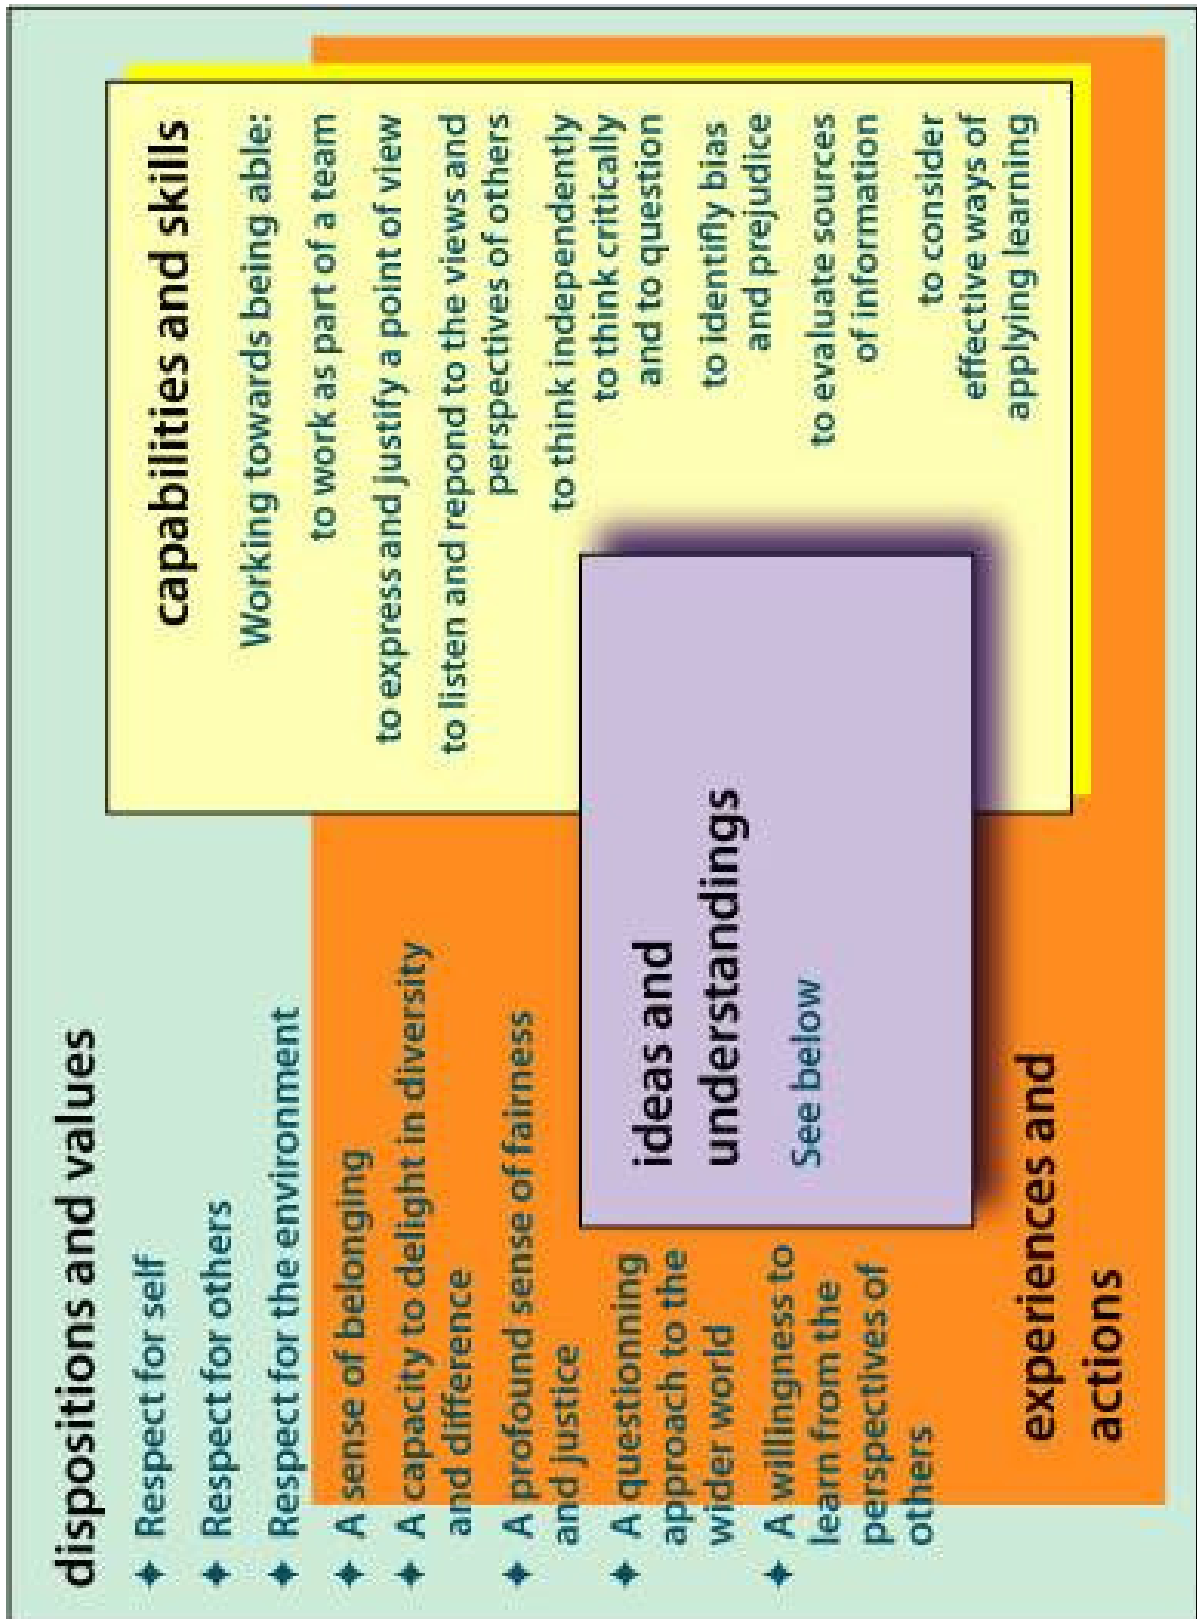 dispositions and values
✦ Respect for self
✦ Respect for others
✦ Respect for the environment
✦ A sense of belonging
✦ A capacity to delight in diversity
and difference
✦ A profound sense of fairness
and justice
✦ A questionning
approach to the
wider world
✦ A willingness to
learn from the
perspectives of
others
capabilities and skills
Working towards being able:
to work as part of a team
to express and justify a point of view
to listen and repond to the views and
perspectives of others
to think independently
to think critically
and to question
to identifly bias
and prejudice
to evaluate sources
of information
to consider
effective ways of
applying learning
ideas and
understandings
See below
experiences and
actions